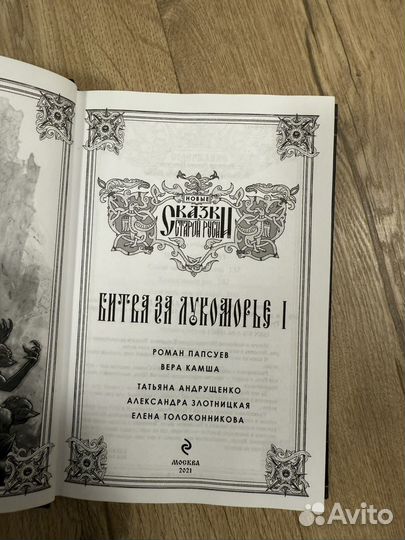 НОВЫЕ
СКАЗКИ
СТАРОЙ РУСИ
БИТВА ЗА ЛУКОМОРЬЕ I
РОМАН ПАПСУЕВ
ВЕРА КАМША
ТАТЬЯНА АНДРУЩЕНКО
АЛЕКСАНДРА ЗЛОТНИЦКАЯ
ЕЛЕНА ТОЛОКОННИКОВА
МОСКВА
2021
Avito